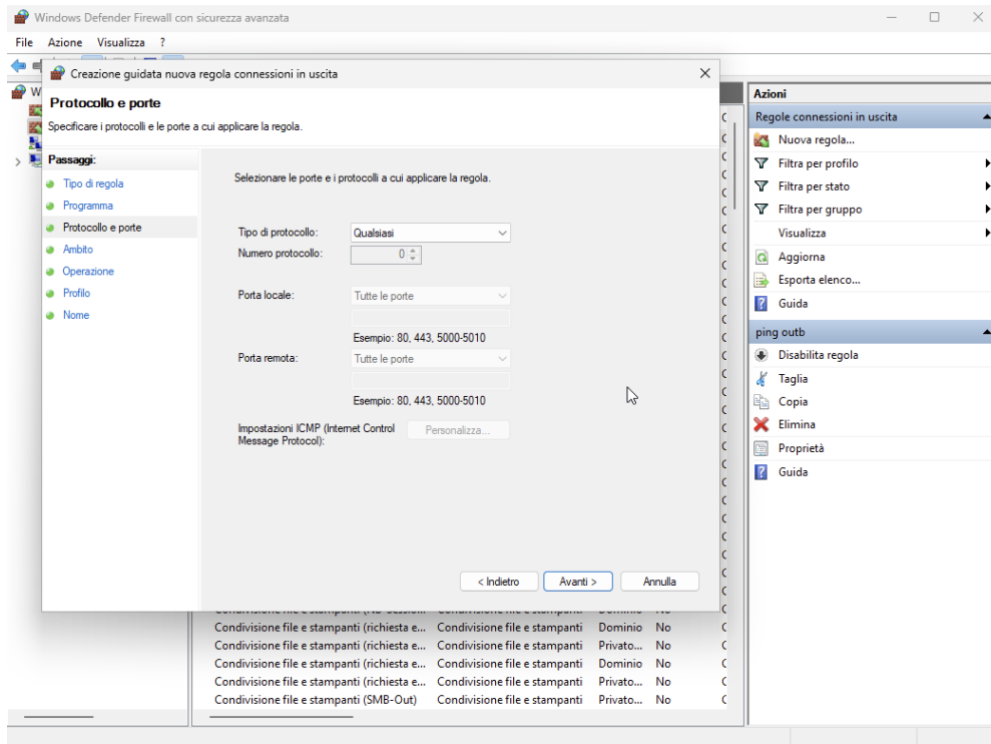 Windows Defender Firewall con sicurezza avanzata
File Azione Visualizza ?
Creazione guidata nuova regola connessioni in uscita
Protocollo e porte
Specificare i protocolli e le porte a cui applicare la regola.
Passaggi:
Tipo di regola
Programma
Protocollo e porte
Ambito
Operazione
Profilo
Nome
Selezionare le porte e i protocolli a cui applicare la regola.
Tipo di protocollo: Qualsiasi
Numero protocollo: 0
Porta locale: Tutte le porte
Esempio: 80, 443, 5000-5010
Porta remota: Tutte le porte
Esempio: 80, 443, 5000-5010
Impostazioni ICMP (Internet Control
Message Protocol):
Personalizza...
< Indietro Avanti > Annulla
Condivisione file e stampanti (richiesta e... Condivisione file e stampanti Dominio No
Condivisione file e stampanti (richiesta e... Condivisione file e stampanti Privato... No
Condivisione file e stampanti (richiesta e... Condivisione file e stampanti Dominio No
Condivisione file e stampanti (richiesta e... Condivisione file e stampanti Privato... No
Condivisione file e stampanti (SMB-Out) Condivisione file e stampanti Privato... No
Azioni
Regole connessioni in uscita
Nuova regola...
Filtra per profilo
Filtra per stato
Filtra per gruppo
Visualizza
Aggiorna
Esporta elenco...
Guida
ping outb
Disabilita regola
Taglia
Copia
Elimina
Proprietà
Guida